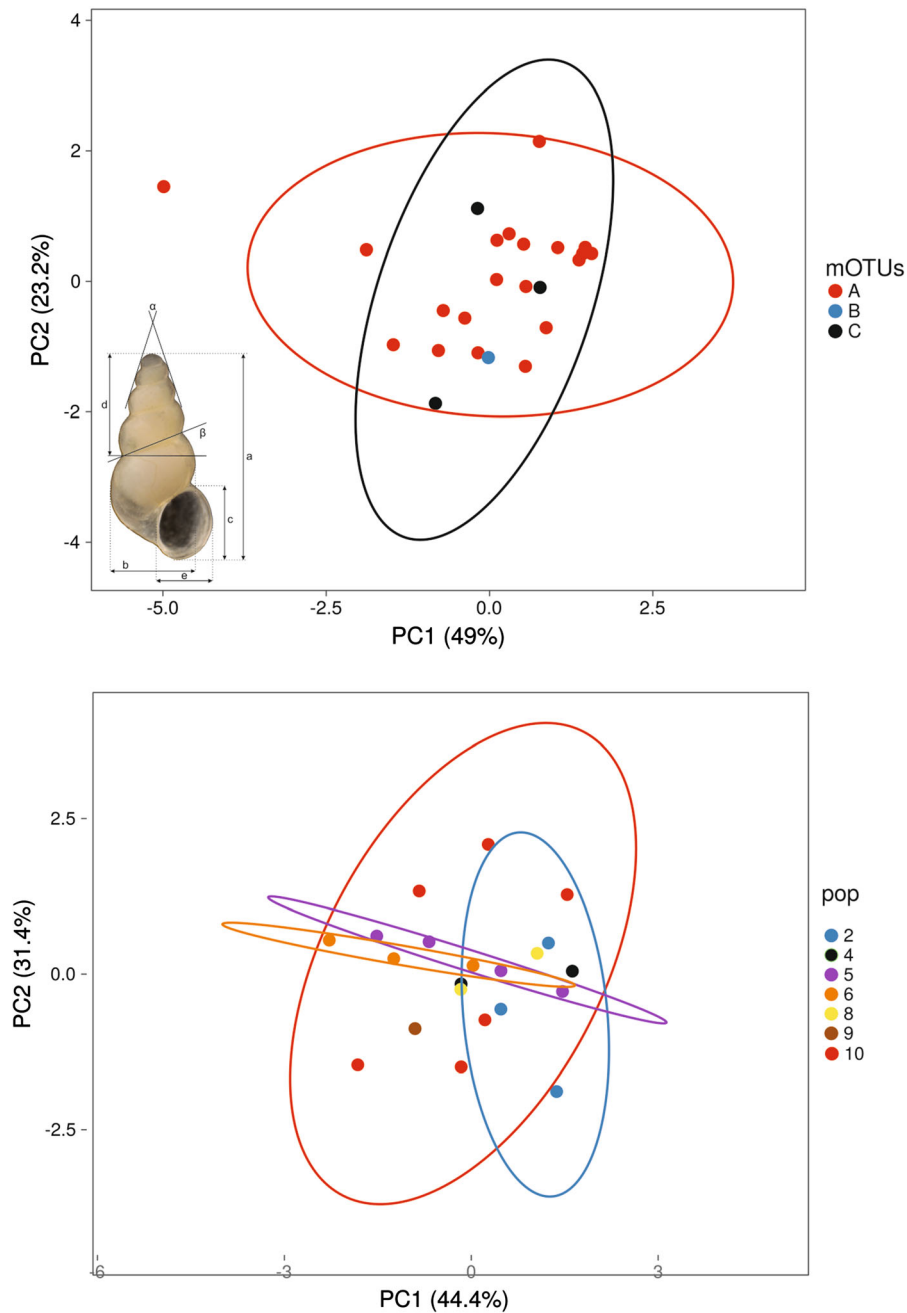 4
2
0
-2
-4
PC2 (23.2%)
-5.0
-2.5
0.0
2.5
PC1 (49%)
mOTUs
A
B
C
α
d
β
a
c
b
e
2.5
0.0
-2.5
PC2 (31.4%)
-6
-3
0
3
PC1 (44.4%)
pop
2
4
5
6
8
9
10